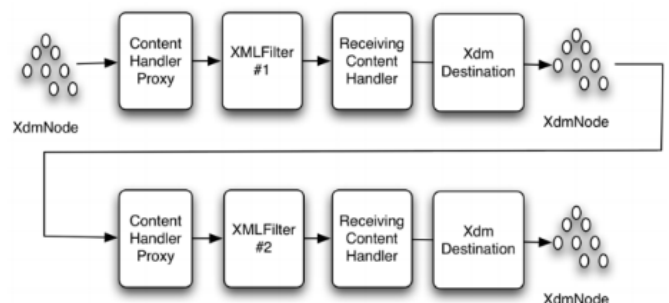 Content
Handler
Proxy
XMLFilter
#1
Receiving
Content
Handler
Xdm
Destination
XdmNode
XdmNode
Content
Handler
Proxy
XMLFilter
#2
Receiving
Content
Handler
Xdm
Destination
XdmNode